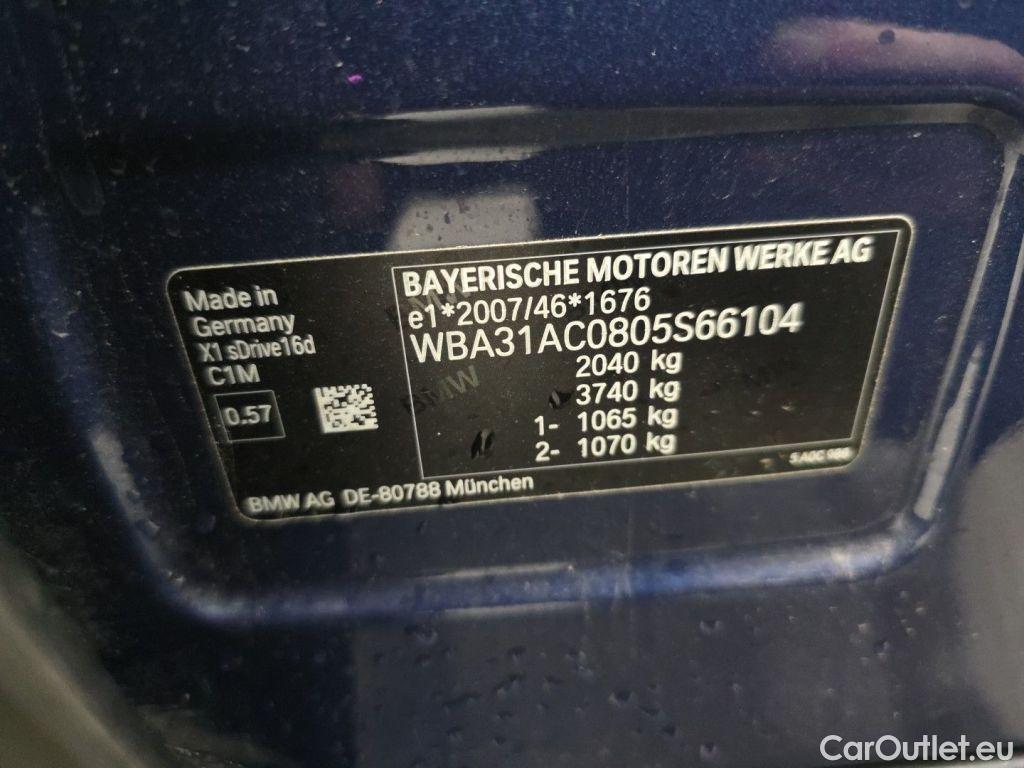 Made in
Germany
X1 sDrive16d
C1M
0.57
BAYERISCHE MOTOREN WERKE AG
e1*2007/46*1676
WBA31AC0805S66104
2040 kg
3740 kg
1- 1065 kg
2- 1070 kg
BMW AG DE-80788 München
BMW
CarOutlet.eu